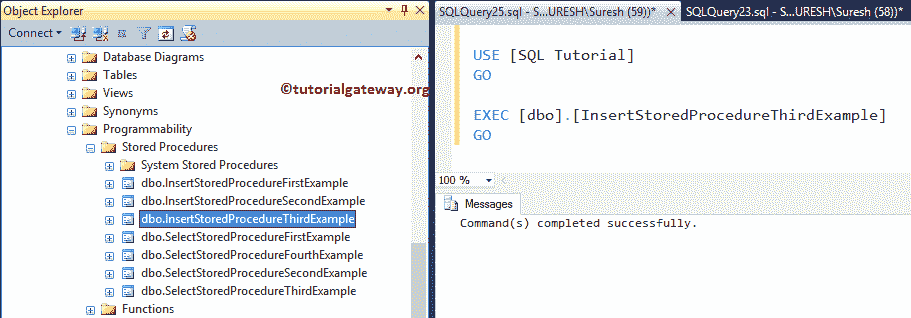 Object Explorer
Connect
Database Diagrams
Tables
Views
Synonyms
Programmability
Stored Procedures
System Stored Procedures
dbo.InsertStoredProcedureFirstExample
dbo.InsertStoredProcedureSecondExample
dbo.InsertStoredProcedureThirdExample
dbo.SelectStoredProcedureFirstExample
dbo.SelectStoredProcedureFourthExample
dbo.SelectStoredProcedureSecondExample
dbo.SelectStoredProcedureThirdExample
Functions
©tutorialgateway.org
SQLQuery25.sql - S...URESH\Suresh (59))*
SQLQuery23.sql - S...URESH\Suresh (58))*
USE [SQL Tutorial]
GO
EXEC [dbo].[InsertStoredProcedureThirdExample]
GO
100 %
Messages
Command(s) completed successfully.